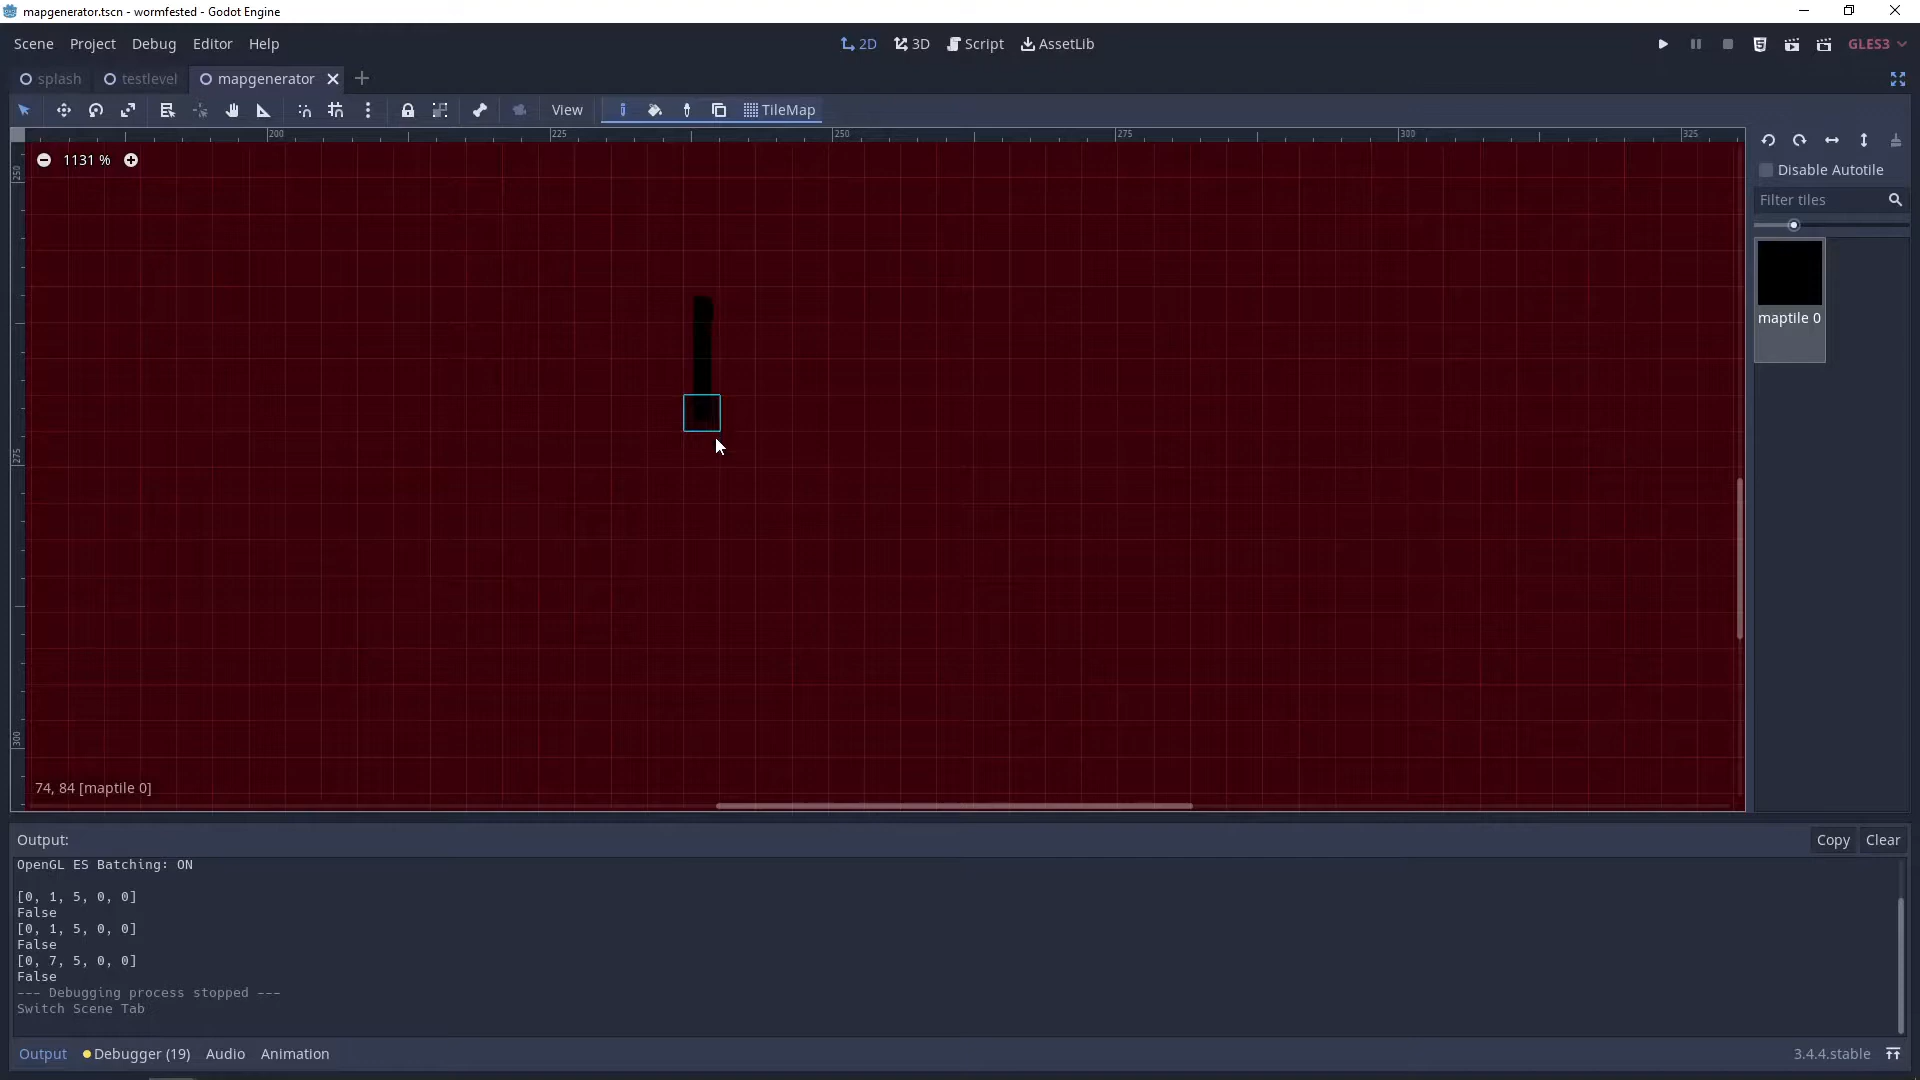 mapgenerator.tscn - wormfested - Godot Engine
Scene Project Debug Editor Help 2D 3D Script AssetLib GLES3
splash testlevel mapgenerator
View TileMap
200 225 250 275 300 325
1131 %
Disable Autotile
Filter tiles
maptile 0
250
275
300
74, 84 [maptile 0]
Output: Copy Clear
OpenGL ES Batching: ON
[0, 1, 5, 0, 0]
False
[0, 1, 5, 0, 0]
False
[0, 7, 5, 0, 0]
False
--- Debugging process stopped ---
Switch Scene Tab
Output Debugger (19) Audio Animation 3.4.4.stable